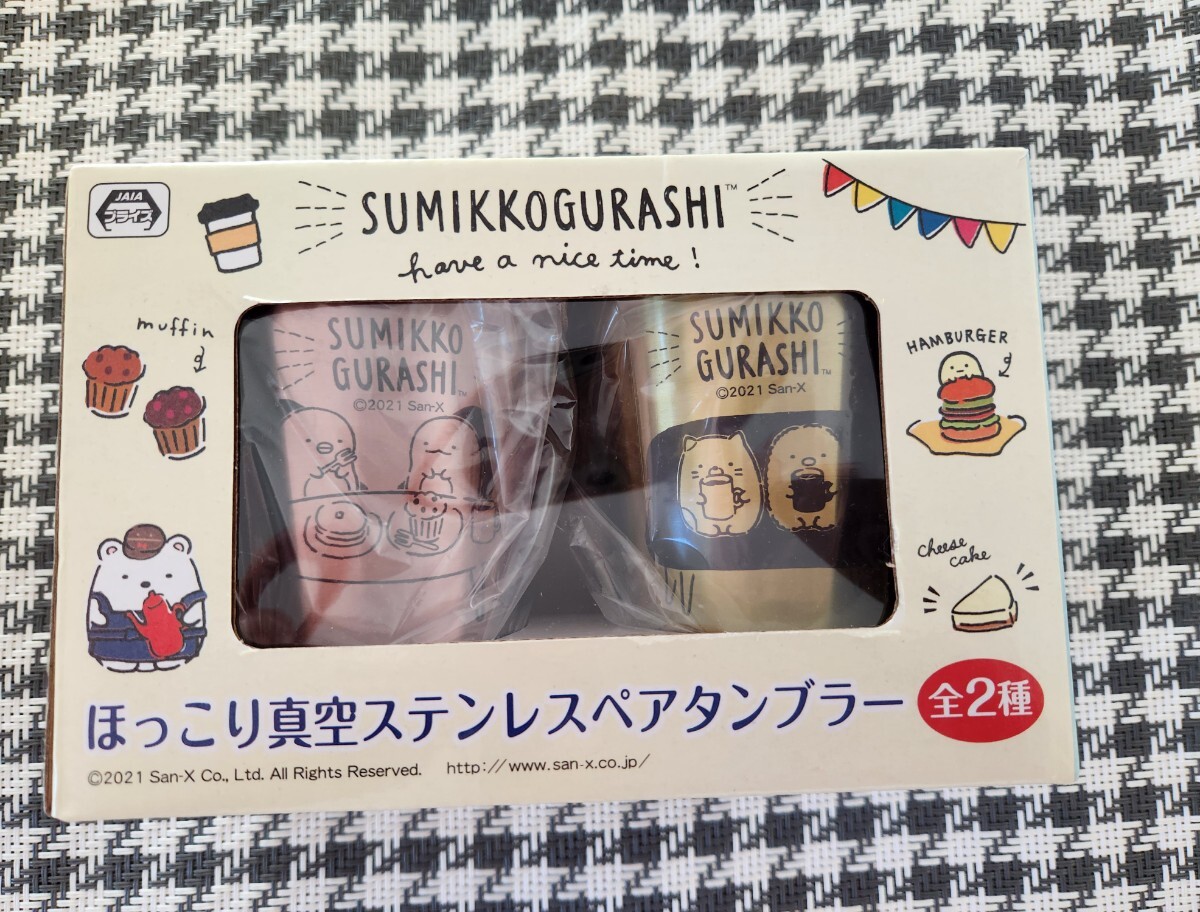 JAIA
プライズ
SUMIKKOGURASHI™
have a nice time!
muffin
HAMBURGER
cheese
cake
SUMIKKO
GURASHI™
©2021 San-X
SUMIKKO
GURASHI™
©2021 San-X
ほっこり真空ステンレスペアタンブラー
全2種
©2021 San-X Co., Ltd. All Rights Reserved. http://www.san-x.co.jp/